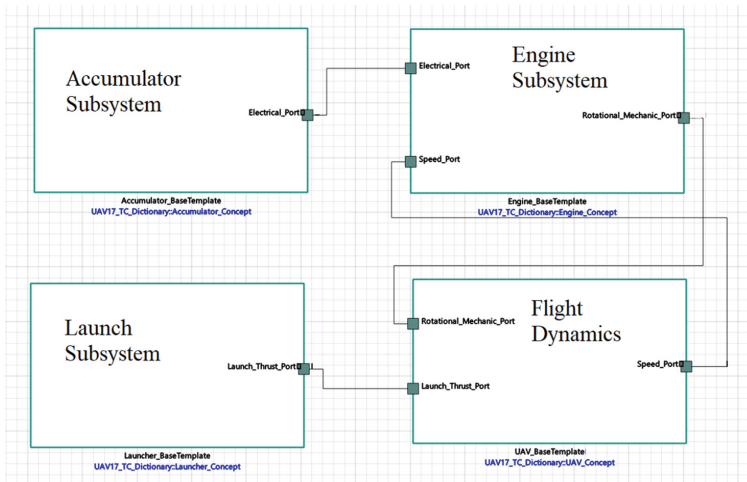 Accumulator
Subsystem
Electrical_Port
Accumulator_BaseTemplate
UAV17_TC_Dictionary::Accumulator_Concept
Engine
Subsystem
Electrical_Port
Rotational_Mechanic_Port
Speed_Port
Engine_BaseTemplate
UAV17_TC_Dictionary::Engine_Concept
Launch
Subsystem
Launch_Thrust_Port
Launcher_BaseTemplate
UAV17_TC_Dictionary::Launcher_Concept
Flight
Dynamics
Rotational_Mechanic_Port
Speed_Port
Launch_Thrust_Port
UAV_BaseTemplate
UAV17_TC_Dictionary::UAV_Concept